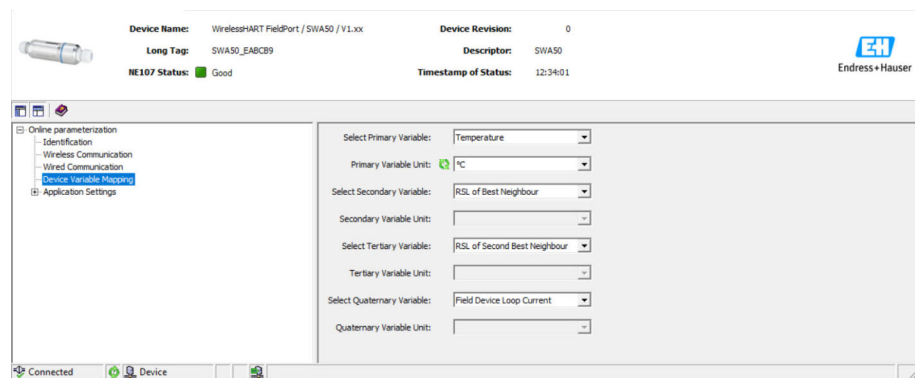 Device Name: WirelessHART FieldPort / SWA50 / V1.xx Device Revision: 0
Long Tag: SWA50_EABCB9 Descriptor: SWA50
NE107 Status: Good Timestamp of Status: 12:34:01
EH
Endress+Hauser
Online parameterization
Identification
Wireless Communication
Wired Communication
Device Variable Mapping
Application Settings
Select Primary Variable: Temperature
Primary Variable Unit: °C
Select Secondary Variable: RSL of Best Neighbour
Secondary Variable Unit:
Select Tertiary Variable: RSL of Second Best Neighbour
Tertiary Variable Unit:
Select Quaternary Variable: Field Device Loop Current
Quaternary Variable Unit:
Connected Device